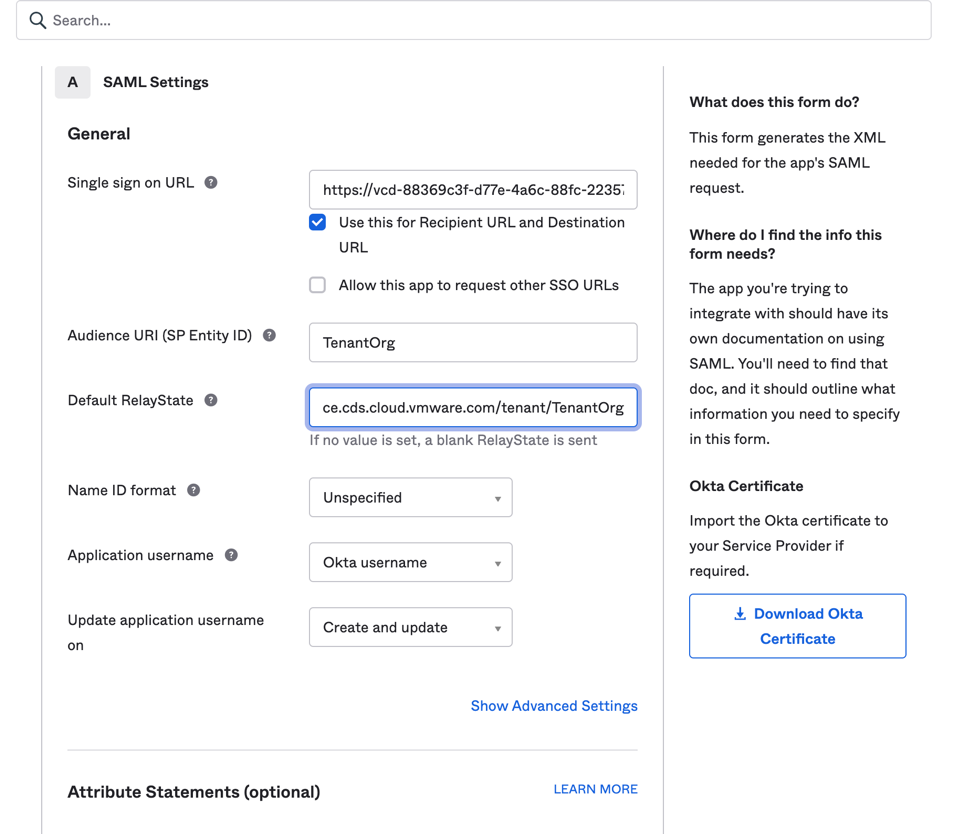 Search...
A
SAML Settings
General
Single sign on URL ?
https://vcd-88369c3f-d77e-4a6c-88fc-22357
Use this for Recipient URL and Destination
URL
Allow this app to request other SSO URLs
Audience URI (SP Entity ID) ?
TenantOrg
Default RelayState ?
ce.cds.cloud.vmware.com/tenant/TenantOrg
If no value is set, a blank RelayState is sent
Name ID format ?
Unspecified
Application username ?
Okta username
Update application username
on
Create and update
Show Advanced Settings
Attribute Statements (optional)
LEARN MORE
What does this form do?
This form generates the XML
needed for the app's SAML
request.
Where do I find the info this
form needs?
The app you're trying to
integrate with should have its
own documentation on using
SAML. You'll need to find that
doc, and it should outline what
information you need to specify
in this form.
Okta Certificate
Import the Okta certificate to
your Service Provider if
required.
Download Okta
Certificate